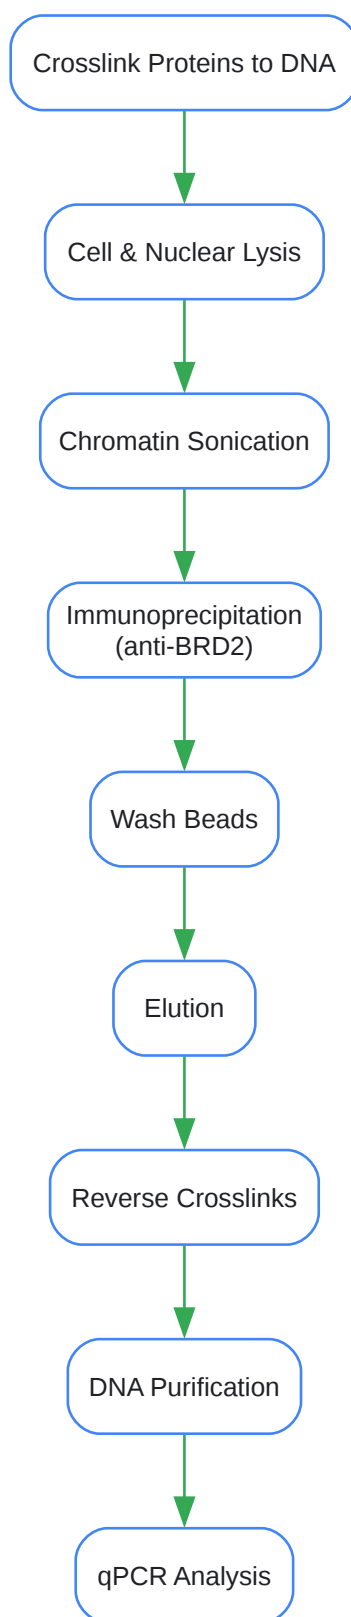 Crosslink Proteins to DNA
Cell & Nuclear Lysis
Chromatin Sonication
Immunoprecipitation
(anti-BRD2)
Wash Beads
Elution
Reverse Crosslinks
DNA Purification
qPCR Analysis